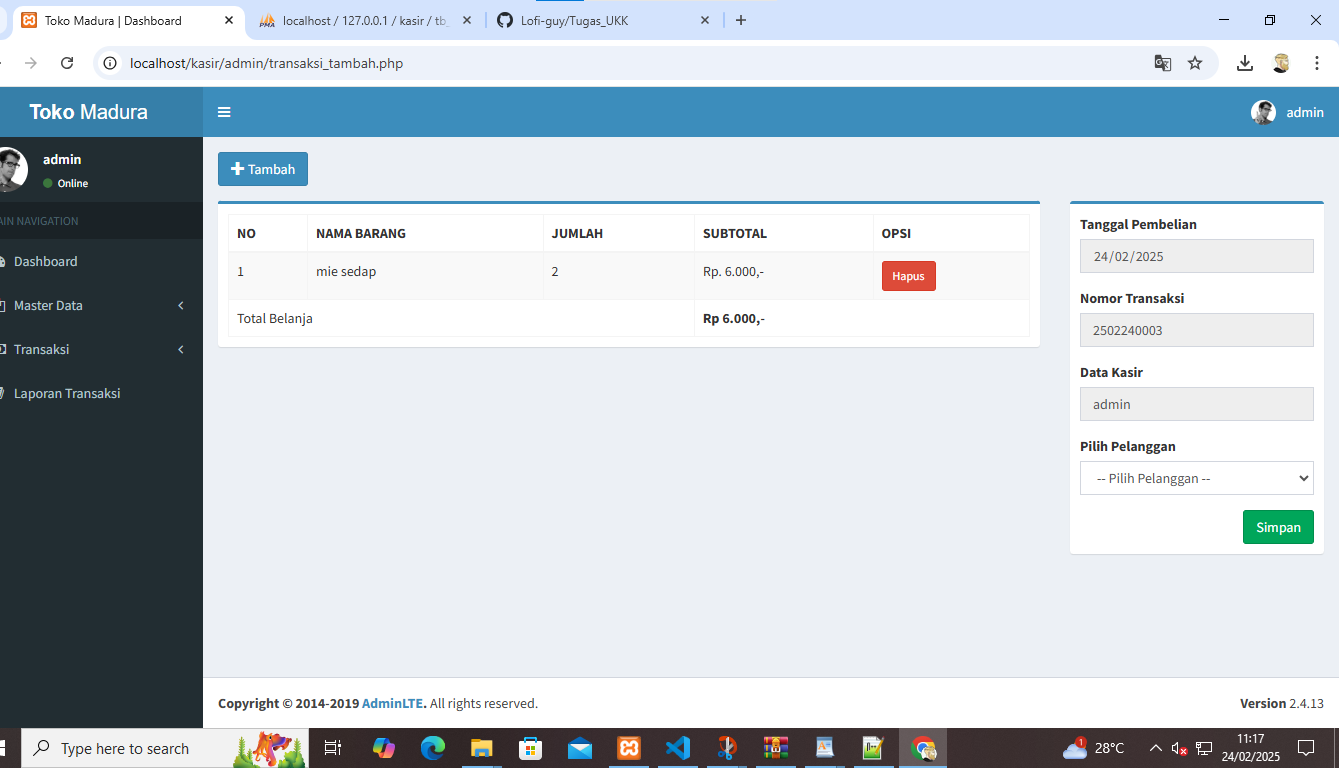 Toko Madura | Dashboard
localhost / 127.0.0.1 / kasir / tb_
Lofi-guy/Tugas_UKK
localhost/kasir/admin/transaksi_tambah.php
Toko Madura
admin
admin
Online
AIN NAVIGATION
Dashboard
Master Data
Transaksi
Laporan Transaksi
Tambah
NO NAMA BARANG JUMLAH SUBTOTAL OPSI
1 mie sedap 2 Rp. 6.000,- Hapus
Total Belanja Rp 6.000,-
Tanggal Pembelian
24/02/2025
Nomor Transaksi
2502240003
Data Kasir
admin
Pilih Pelanggan
-- Pilih Pelanggan --
Simpan
Copyright © 2014-2019 AdminLTE. All rights reserved.
Version 2.4.13
Type here to search
1
28°C
11:17
24/02/2025